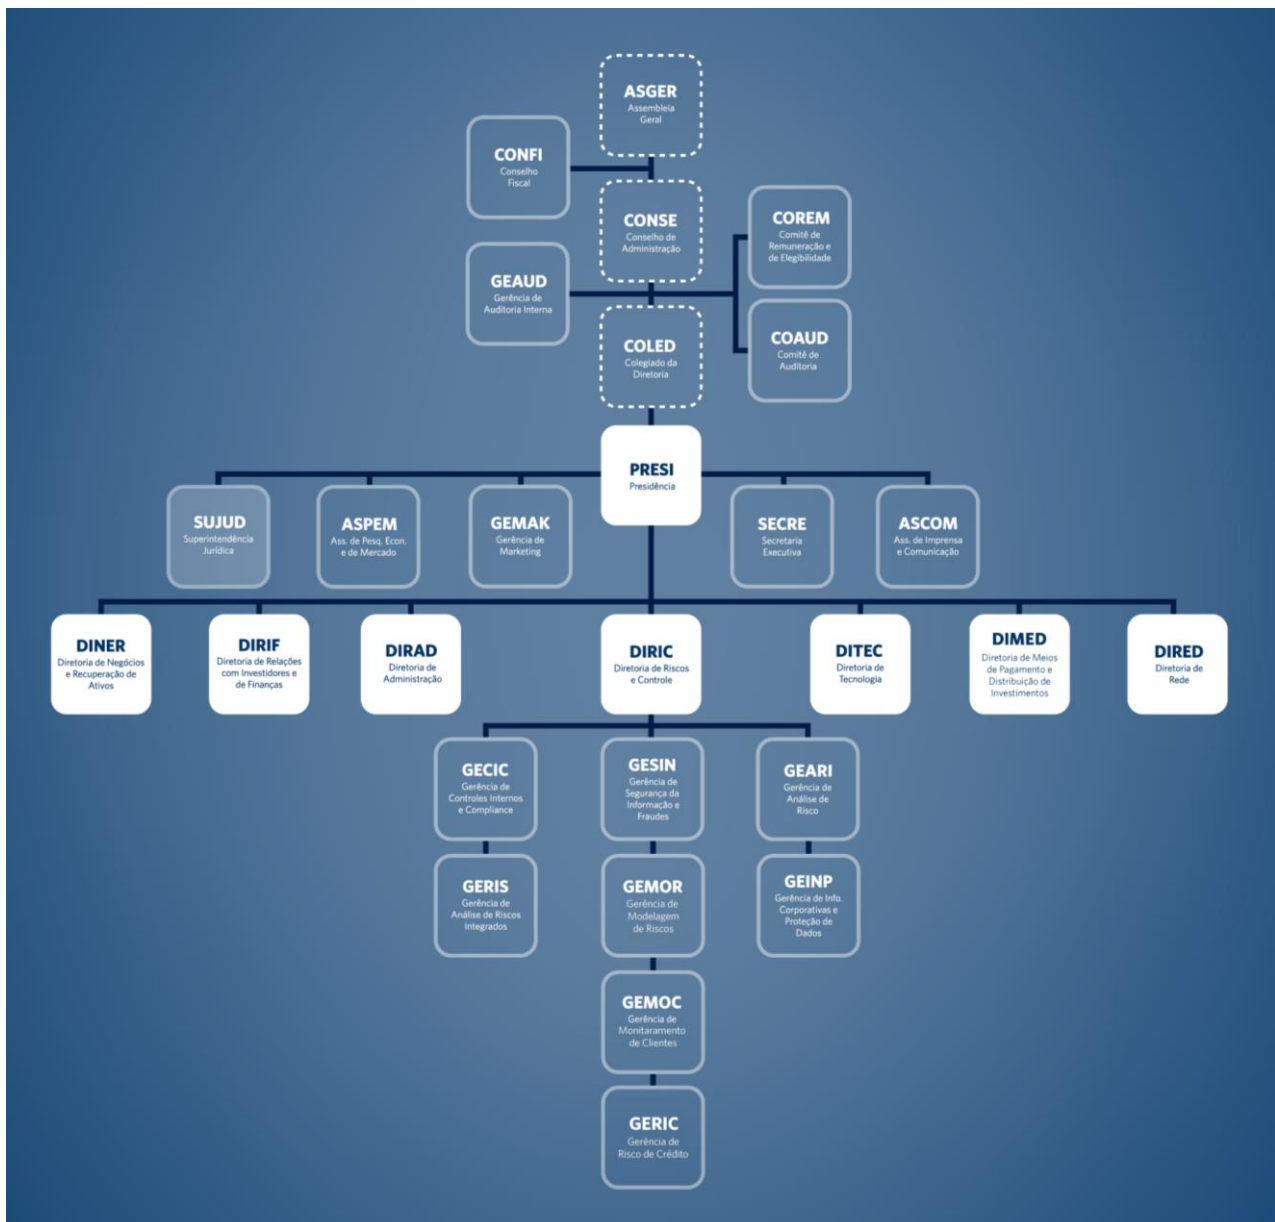 ASGER
Assembleia
Geral
CONFI
Conselho
Fiscal
CONSE
Conselho de
Administração
COREM
Comitê de
Remuneração e
de Elegibilidade
GEAUD
Gerência de
Auditoria Interna
COLED
Colegiado da
Diretoria
COAUD
Comitê de
Auditoria
PRESI
Presidência
SUJUD
Superintendência
Jurídica
ASPEM
Ass. de Pesq. Econ.
e de Mercado
GEMAK
Gerência de
Marketing
SECRE
Secretaria
Executiva
ASCOM
Ass. de Imprensa
e Comunicação
DINER
Diretoria de Negócios
e Recuperação de
Ativos
DIRIF
Diretoria de Relações
com Investidores e
de Finanças
DIRAD
Diretoria de
Administração
DIRIC
Diretoria de Riscos
e Controle
DITEC
Diretoria de
Tecnologia
DIMED
Diretoria de Meios
de Pagamento e
Distribuição de
Investimentos
DIRED
Diretoria de
Rede
GECIC
Gerência de
Controles Internos
e Compliance
GESIN
Gerência de
Segurança da
Informação e
Fraudes
GEARI
Gerência de
Análise de
Risco
GERIS
Gerência de
Análise de Riscos
Integrados
GEMOR
Gerência de
Modelagem
de Riscos
GEINP
Gerência de Info.
Corporativas e
Proteção de
Dados
GEMOC
Gerência de
Monitaramento
de Clientes
GERIC
Gerência de
Risco de Crédito